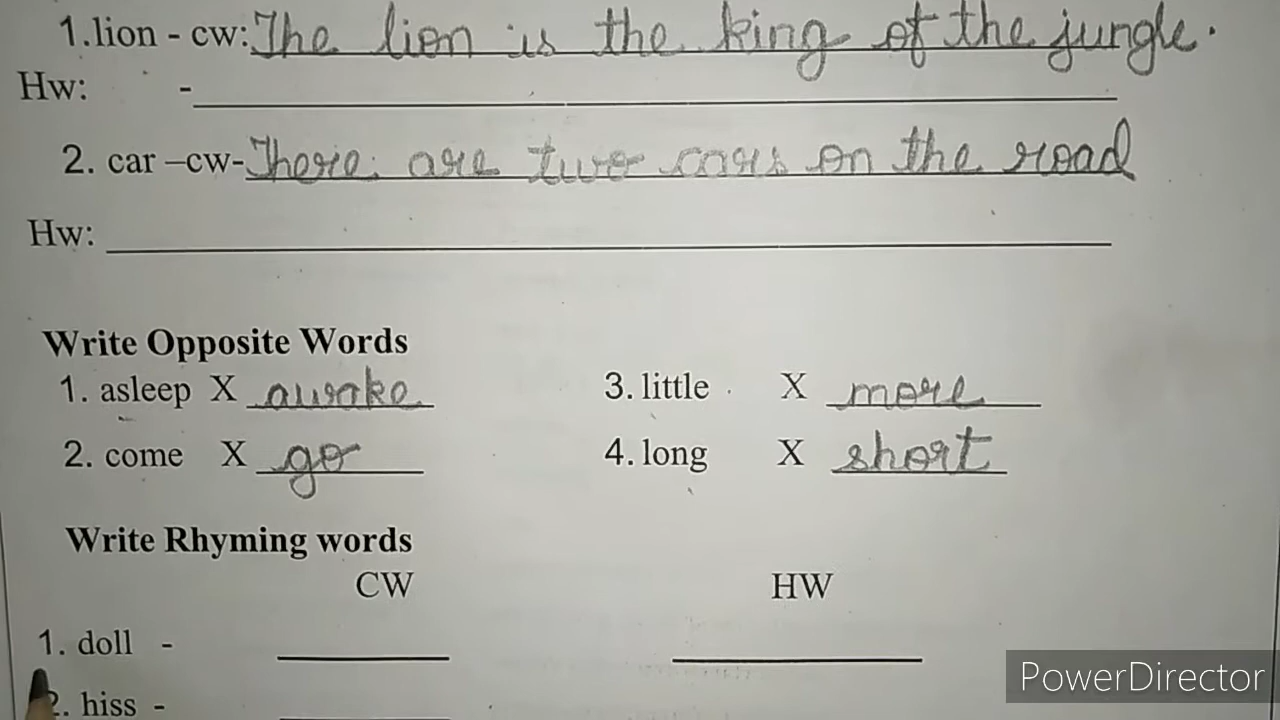 1. lion - cw: The lion is the king of the jungle.
Hw: - 
2. car –cw- There are two cars on the road
Hw:
Write Opposite Words
1. asleep X awake 3. little X more
2. come X go 4. long X short
Write Rhyming words
CW HW
1. doll -
2. hiss -
PowerDirector